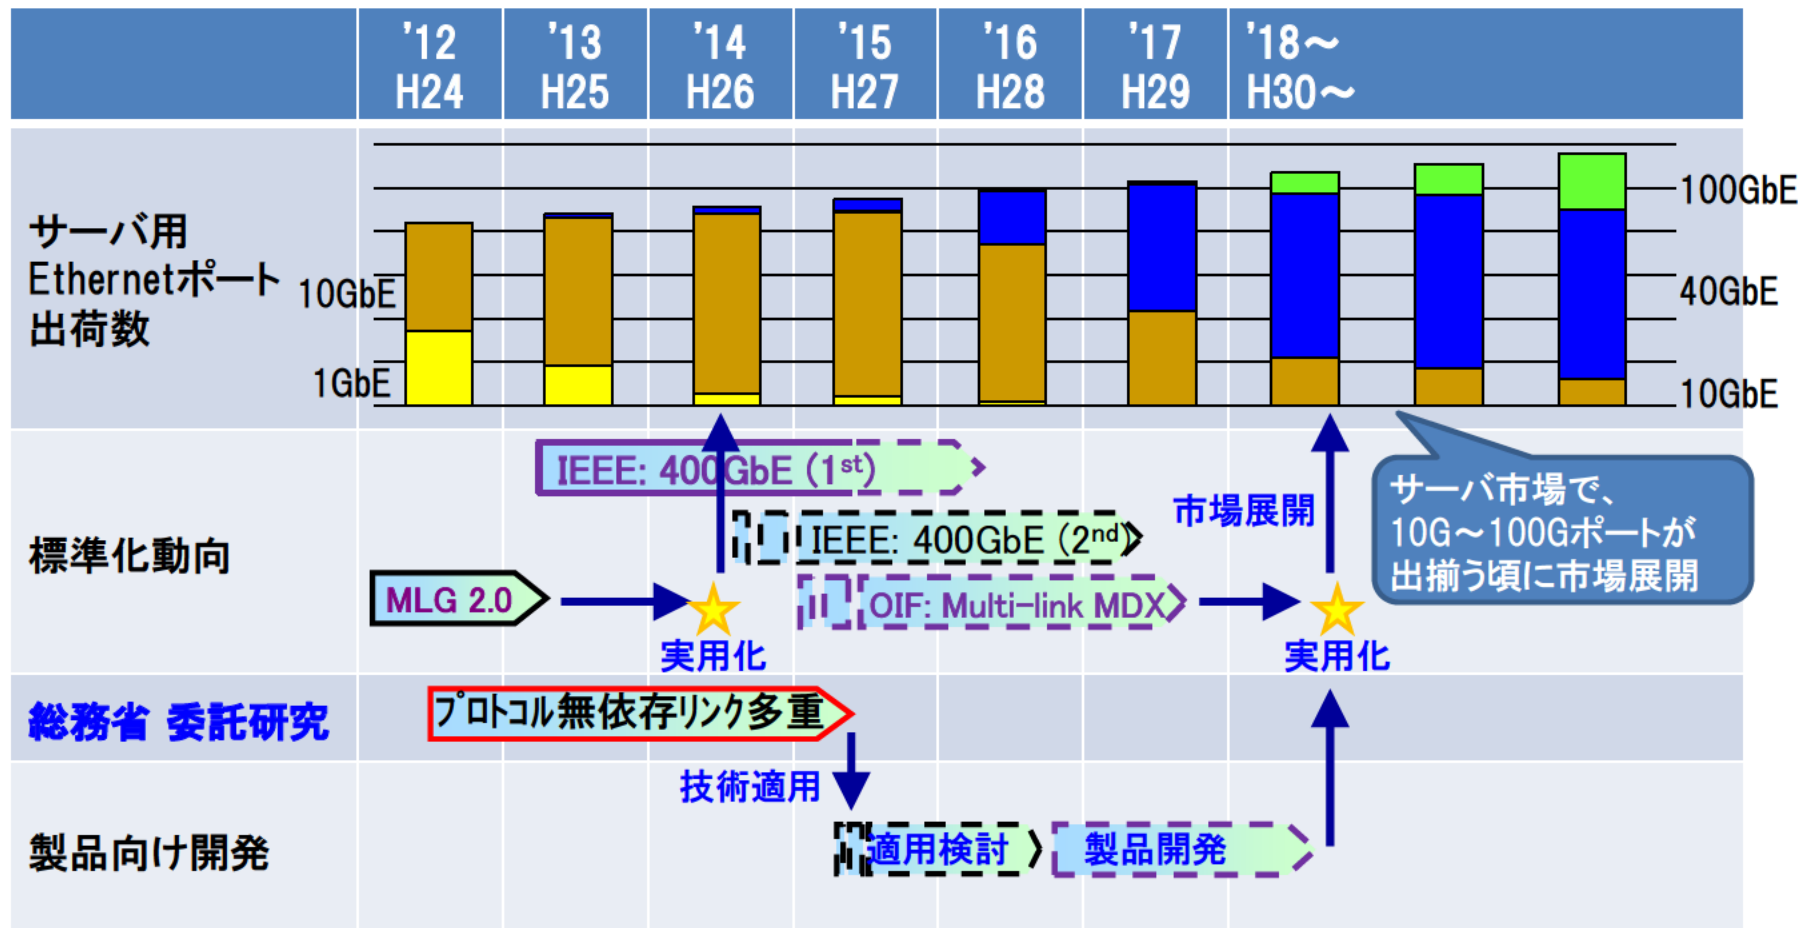 '12 '13 '14 '15 '16 '17 '18～
H24 H25 H26 H27 H28 H29 H30～
サーバ用
Ethernetポート
出荷数
10GbE
1GbE
100GbE
40GbE
10GbE
標準化動向
IEEE: 400GbE (1st)
IEEE: 400GbE (2nd)
MLG 2.0
OIF: Multi-link MDX
実用化
市場展開
実用化
サーバ市場で、
10G～100Gポートが
出揃う頃に市場展開
総務省 委託研究
プロトコル無依存リンク多重
技術適用
製品向け開発
適用検討
製品開発